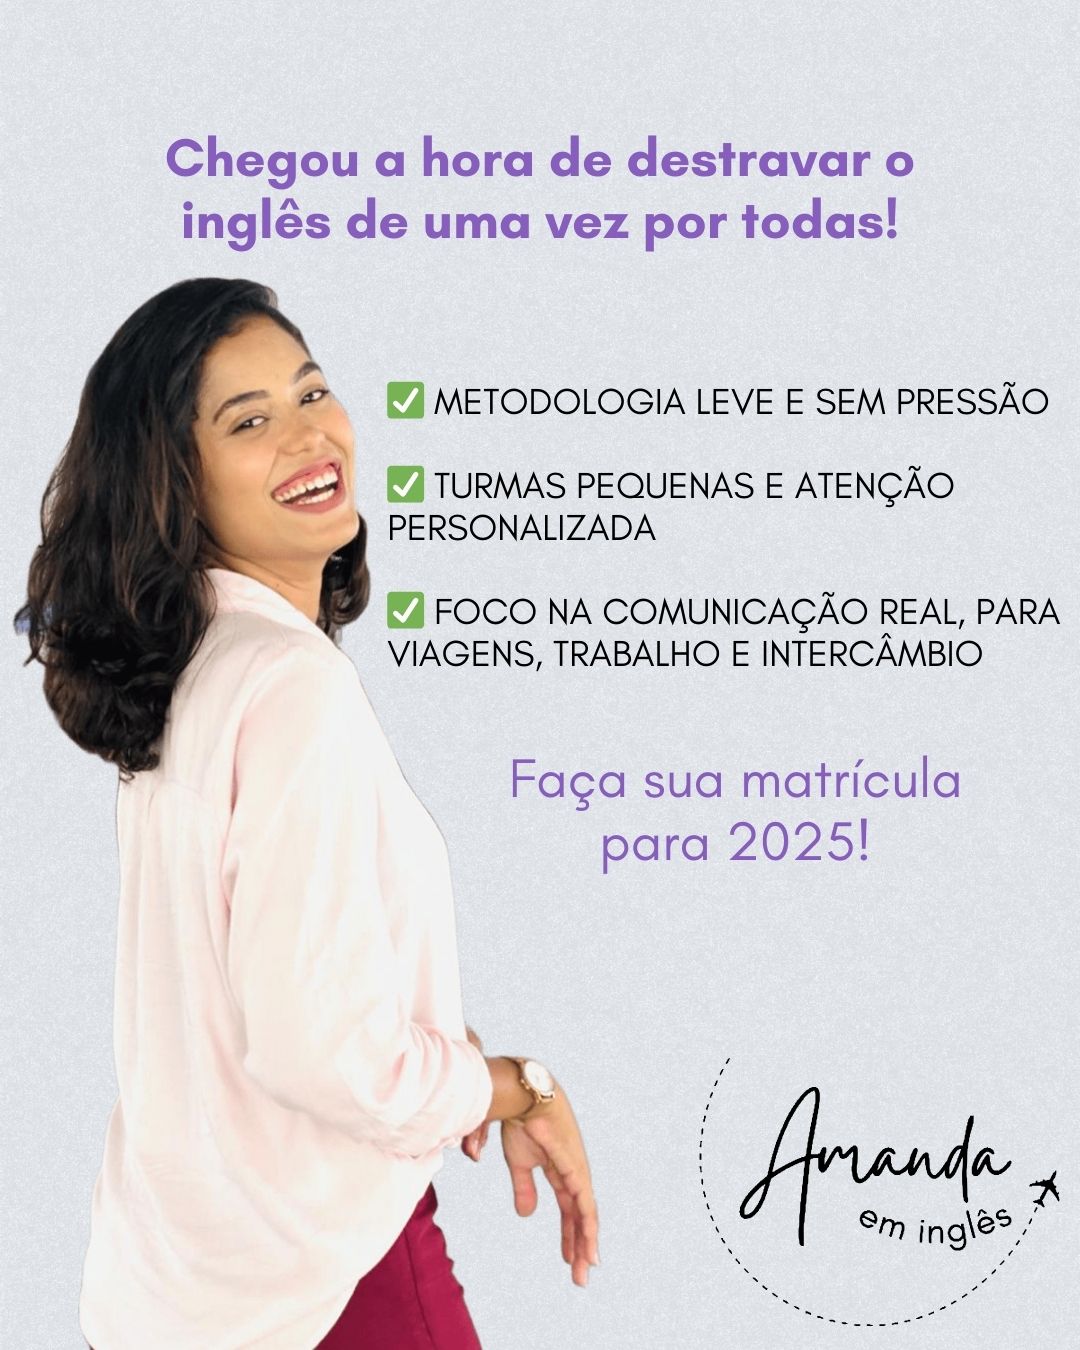 Chegou a hora de destravar o
inglês de uma vez por todas!
✅ METODOLOGIA LEVE E SEM PRESSÃO
✅ TURMAS PEQUENAS E ATENÇÃO
PERSONALIZADA
✅ FOCO NA COMUNICAÇÃO REAL, PARA
VIAGENS, TRABALHO E INTERCÂMBIO
Faça sua matrícula
para 2025!
Amanda
em inglês